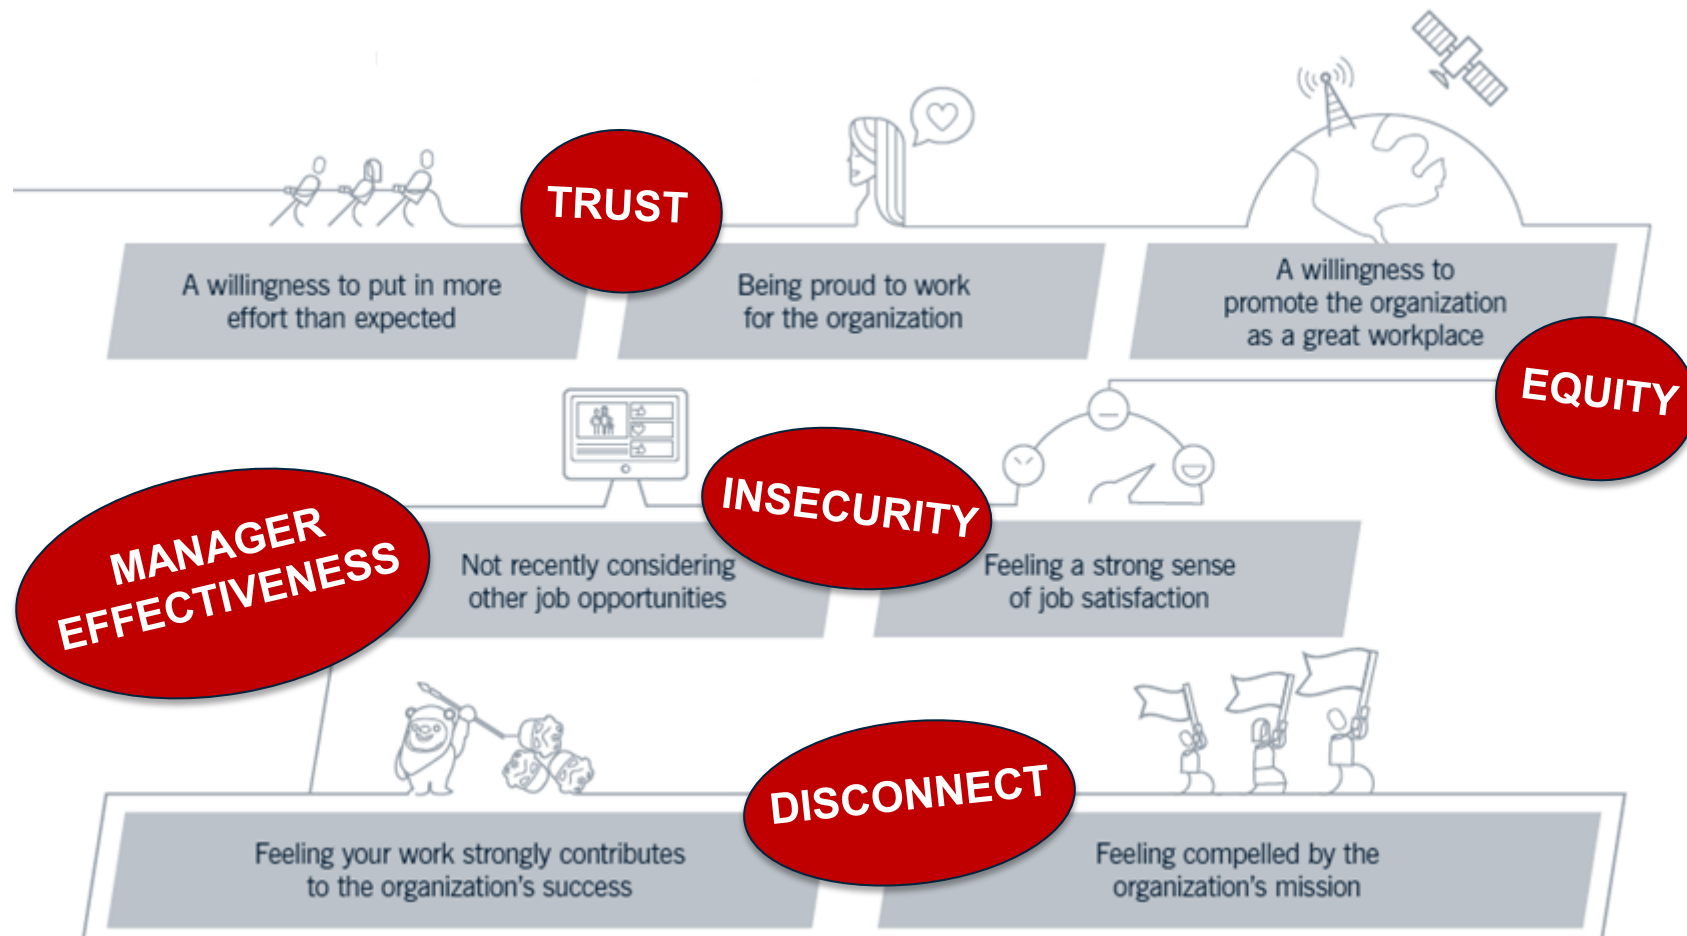 TRUST
A willingness to put in more
effort than expected
Being proud to work
for the organization
A willingness to
promote the organization
as a great workplace
EQUITY
MANAGER
EFFECTIVENESS
Not recently considering
other job opportunities
INSECURITY
Feeling a strong sense
of job satisfaction
DISCONNECT
Feeling your work strongly contributes
to the organization's success
Feeling compelled by the
organization's mission